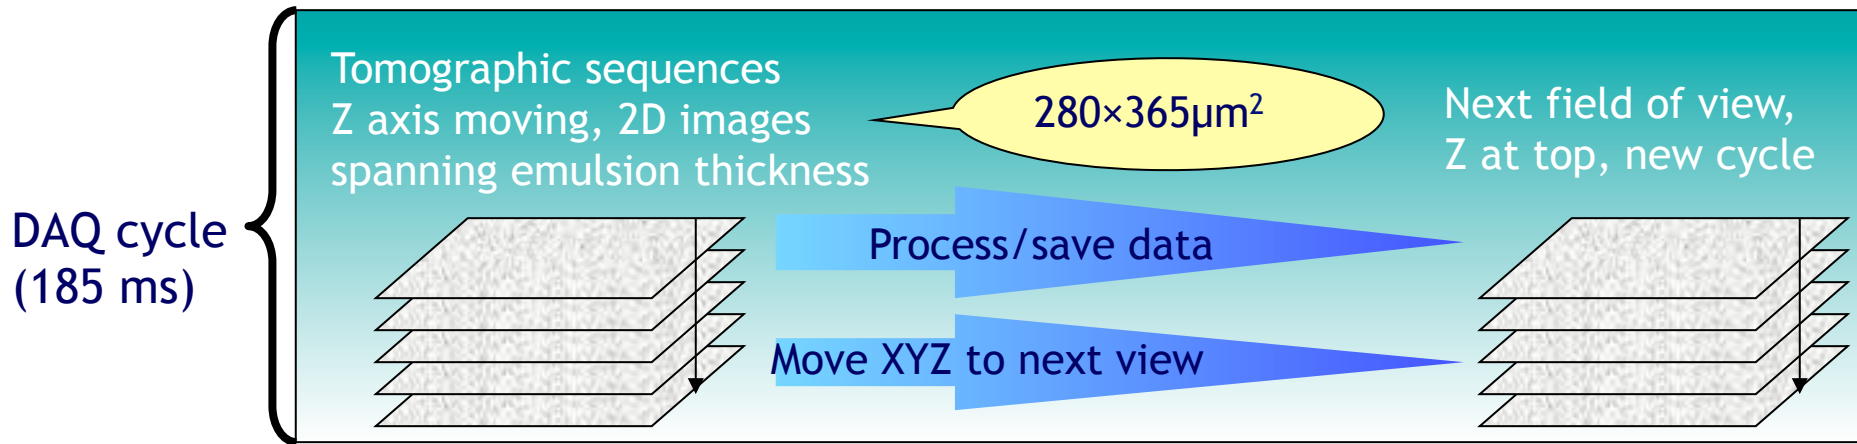 DAQ cycle
(185 ms)
Tomographic sequences
Z axis moving, 2D images
spanning emulsion thickness
280×365µm²
Next field of view,
Z at top, new cycle
Process/save data
Move XYZ to next view